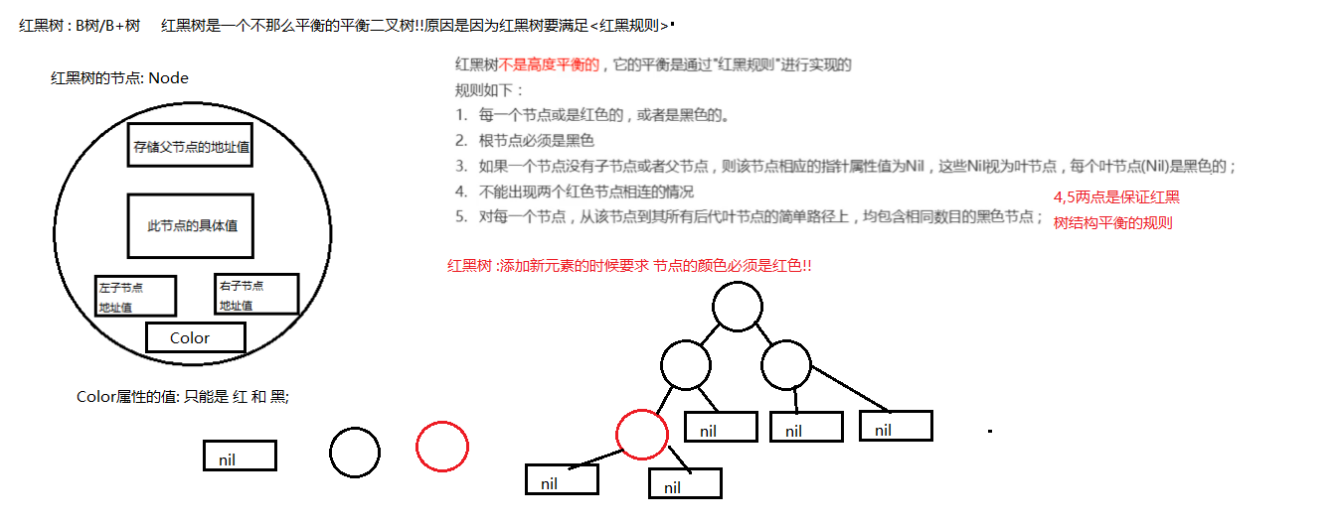 红黑树 : B树/B+树 红黑树是一个不那么平衡的平衡二叉树!!原因是因为红黑树要满足<红黑规则>
红黑树的节点: Node
存储父节点的地址值
此节点的具体值
左子节点
地址值
右子节点
地址值
Color
Color属性的值: 只能是 红 和 黑;
红黑树不是高度平衡的，它的平衡是通过"红黑规则"进行实现的
规则如下：
1. 每一个节点或是红色的，或者是黑色的。
2. 根节点必须是黑色
3. 如果一个节点没有子节点或者父节点，则该节点相应的指针属性值为Nil，这些Nil视为叶节点，每个叶节点(Nil)是黑色的；
4. 不能出现两个红色节点相连的情况
5. 对每一个节点，从该节点到其所有后代叶节点的简单路径上，均包含相同数目的黑色节点；
4,5两点是保证红黑
树结构平衡的规则
红黑树 :添加新元素的时候要求 节点的颜色必须是红色!!
nil
nil
nil
nil
nil
nil